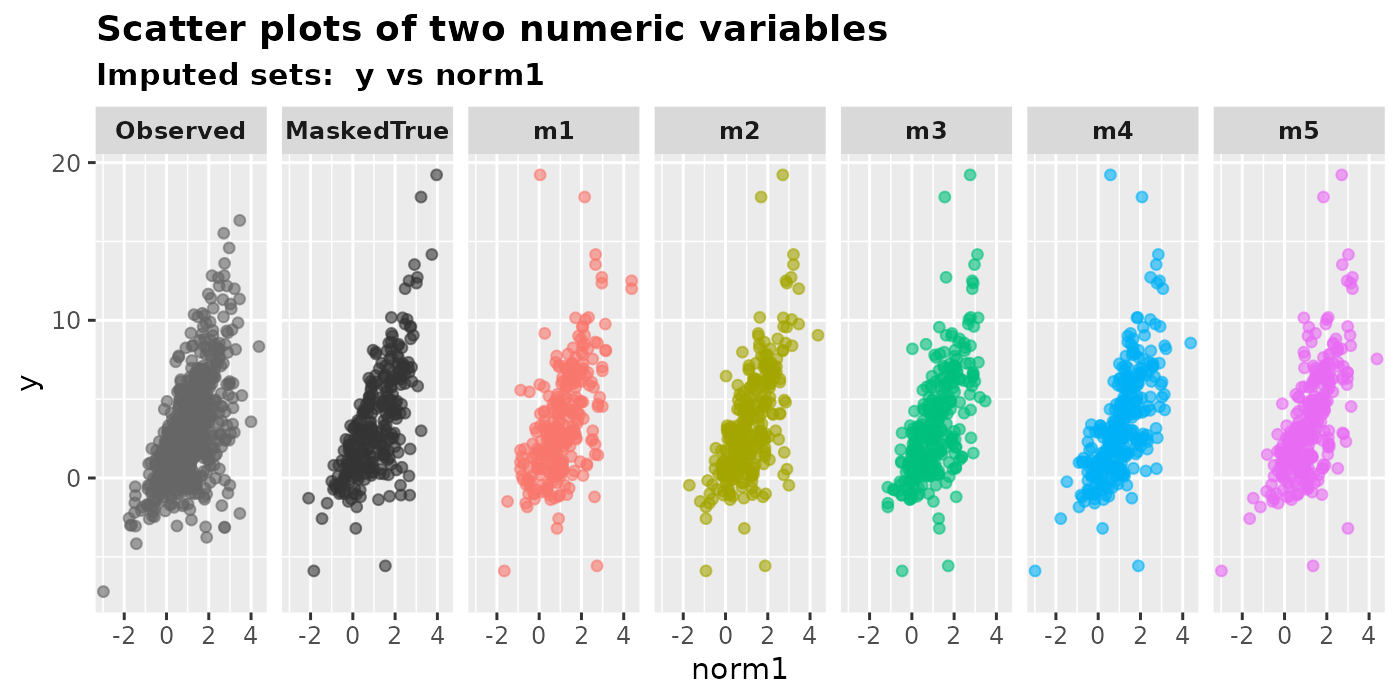 Scatter plots of two numeric variables
Imputed sets:  y vs norm1
Observed MaskedTrue m1 m2 m3 m4 m5
20
10
0
y
-2 0 2 4 -2 0 2 4 -2 0 2 4 -2 0 2 4 -2 0 2 4 -2 0 2 4 -2 0 2 4
norm1